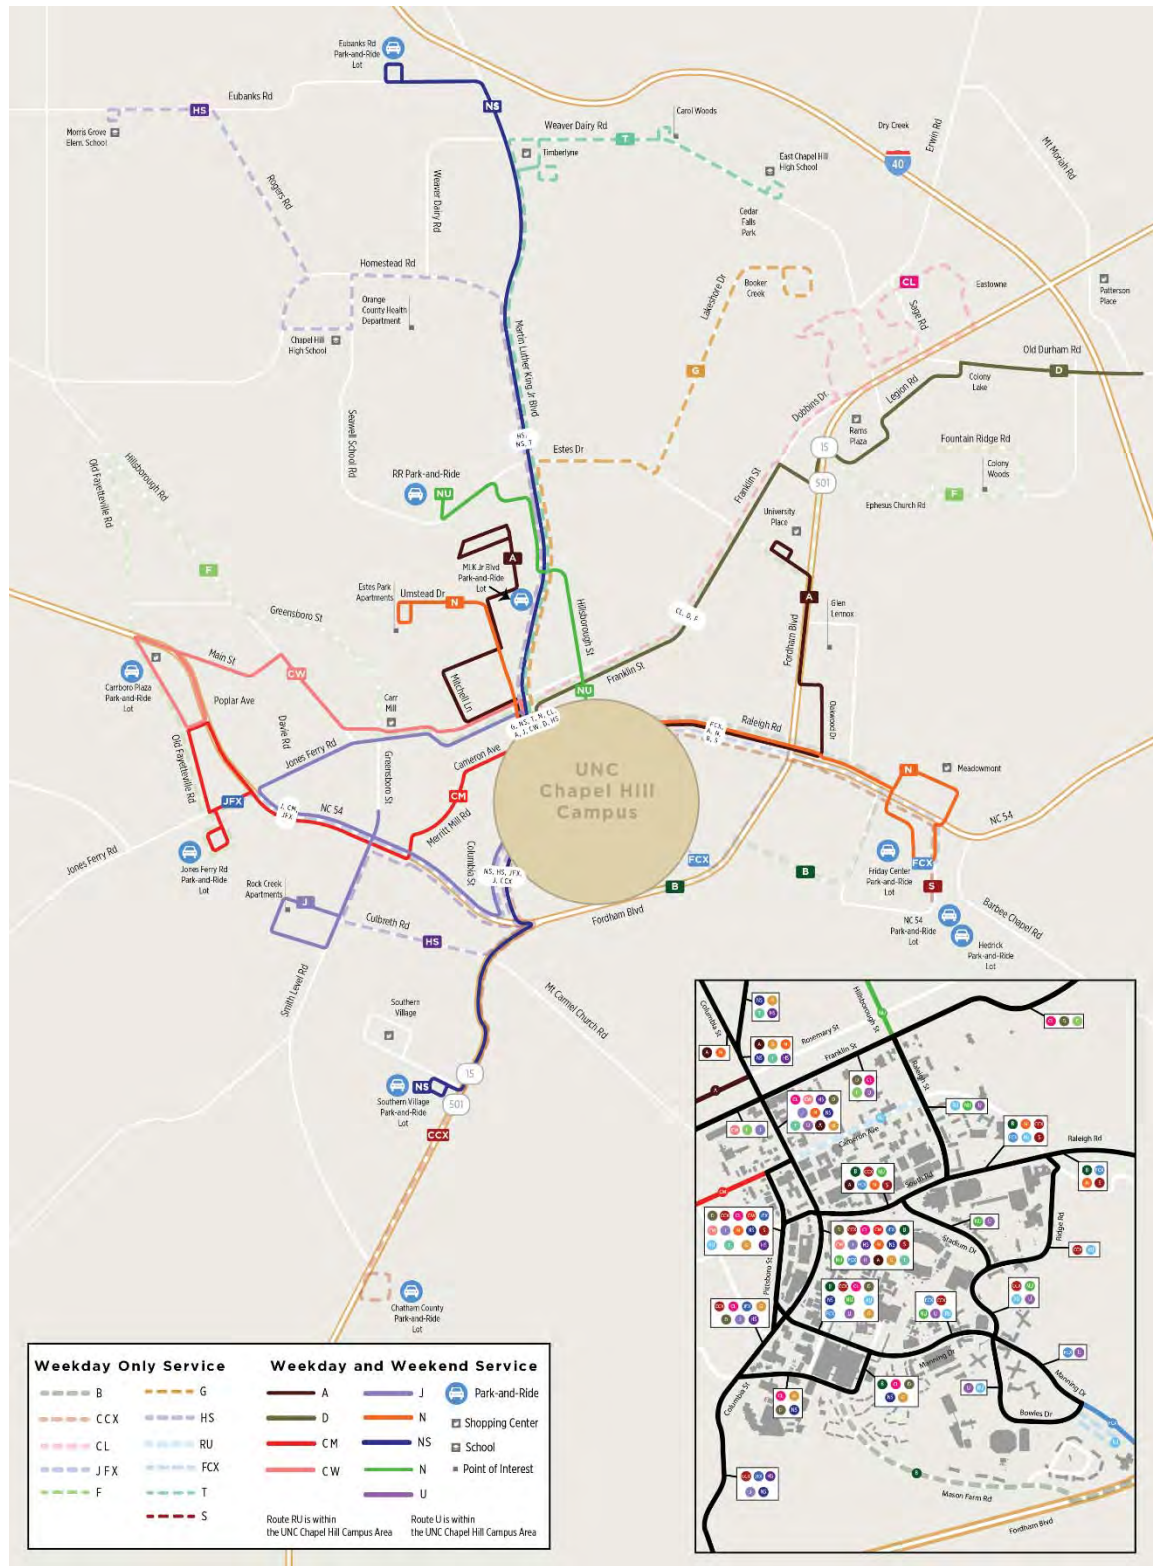 Eubanks Rd
Park-and-Ride
Lot
Eubanks Rd
HS
NS
Morris Grove
Elem. School
Rogers Rd
Weaver Dairy Rd
T
Carol Woods
Timberlyne
East Chapel Hill
High School
Dry Creek
40
Erwin Rd
Mt Moriah Rd
Weaver Dairy Rd
Cedar
Falls
Park
Homestead Rd
Orange
County Health
Department
Chapel Hill
High School
Martin Luther King Jr Blvd
Lakeshore Dr
Booker
Creek
CL
Sage Rd
Eastowne
Patterson
Place
Old Durham Rd
D
G
Legion Rd
Colony
Lake
Dobbins Dr.
Rams
Plaza
Seawell School Rd
HS,
NS, T
Estes Dr
15
501
Fountain Ridge Rd
Colony
Woods
F
Ephesus Church Rd
Old Fayetteville Rd
Hillsborough Rd
F
RR Park-and-Ride
NU
Franklin St
University
Place
A
MLK Jr Blvd
Park-and-Ride
Lot
Estes Park
Apartments
Umstead Dr
N
Hillsborough St
CL, D, F
A
Glen
Lennox
Fordham Blvd
Greensboro St
Main St
CW
Carrboro Plaza
Park-and-Ride
Lot
Poplar Ave
Mitchell Ln
Franklin St
NU
Carr
Mill
Davie Rd
Jones Ferry Rd
G, NS, T, N, CL,
A, J, CW, D, HS
FCX,
A, N,
B, S
Raleigh Rd
Oakwood Dr
Old Fayetteville Rd
Greensboro St
Cameron Ave
CM
UNC
Chapel Hill
Campus
N
Meadowmont
JFX
J, CM,
JFX
NC 54
Merritt Mill Rd
NC 54
Jones Ferry Rd
Jones Ferry Rd
Park-and-Ride
Lot
Columbia St
NS, HS, JFX,
J, CCX
FCX
B
B
Friday Center
Park-and-Ride
Lot
FCX
S
Rock Creek
Apartments
J
Culbreth Rd
HS
Fordham Blvd
NC 54
Park-and-Ride
Lot
Hedrick
Park-and-Ride
Lot
Barbee Chapel Rd
Smith Level Rd
Mt Carmel Church Rd
Southern
Village
15
501
NS
Southern Village
Park-and-Ride
Lot
CCX
Chatham County
Park-and-Ride
Lot
Columbia St
Rosemary St
Hillsborough St
Franklin St
Raleigh St
Cameron Ave
CM
South Rd
Raleigh Rd
Stadium Dr
Ridge Rd
Pittsboro St
Manning Dr
Manning Dr
Bowles Dr
Columbia St
Mason Farm Rd
Fordham Blvd
Weekday Only Service
B
CCX
CL
JFX
F
G
HS
RU
FCX
T
S
Weekday and Weekend Service
A
D
CM
CW
J
N
NS
N
U
Park-and-Ride
Shopping Center
School
Point of Interest
Route RU is within
the UNC Chapel Hill Campus Area
Route U is within
the UNC Chapel Hill Campus Area